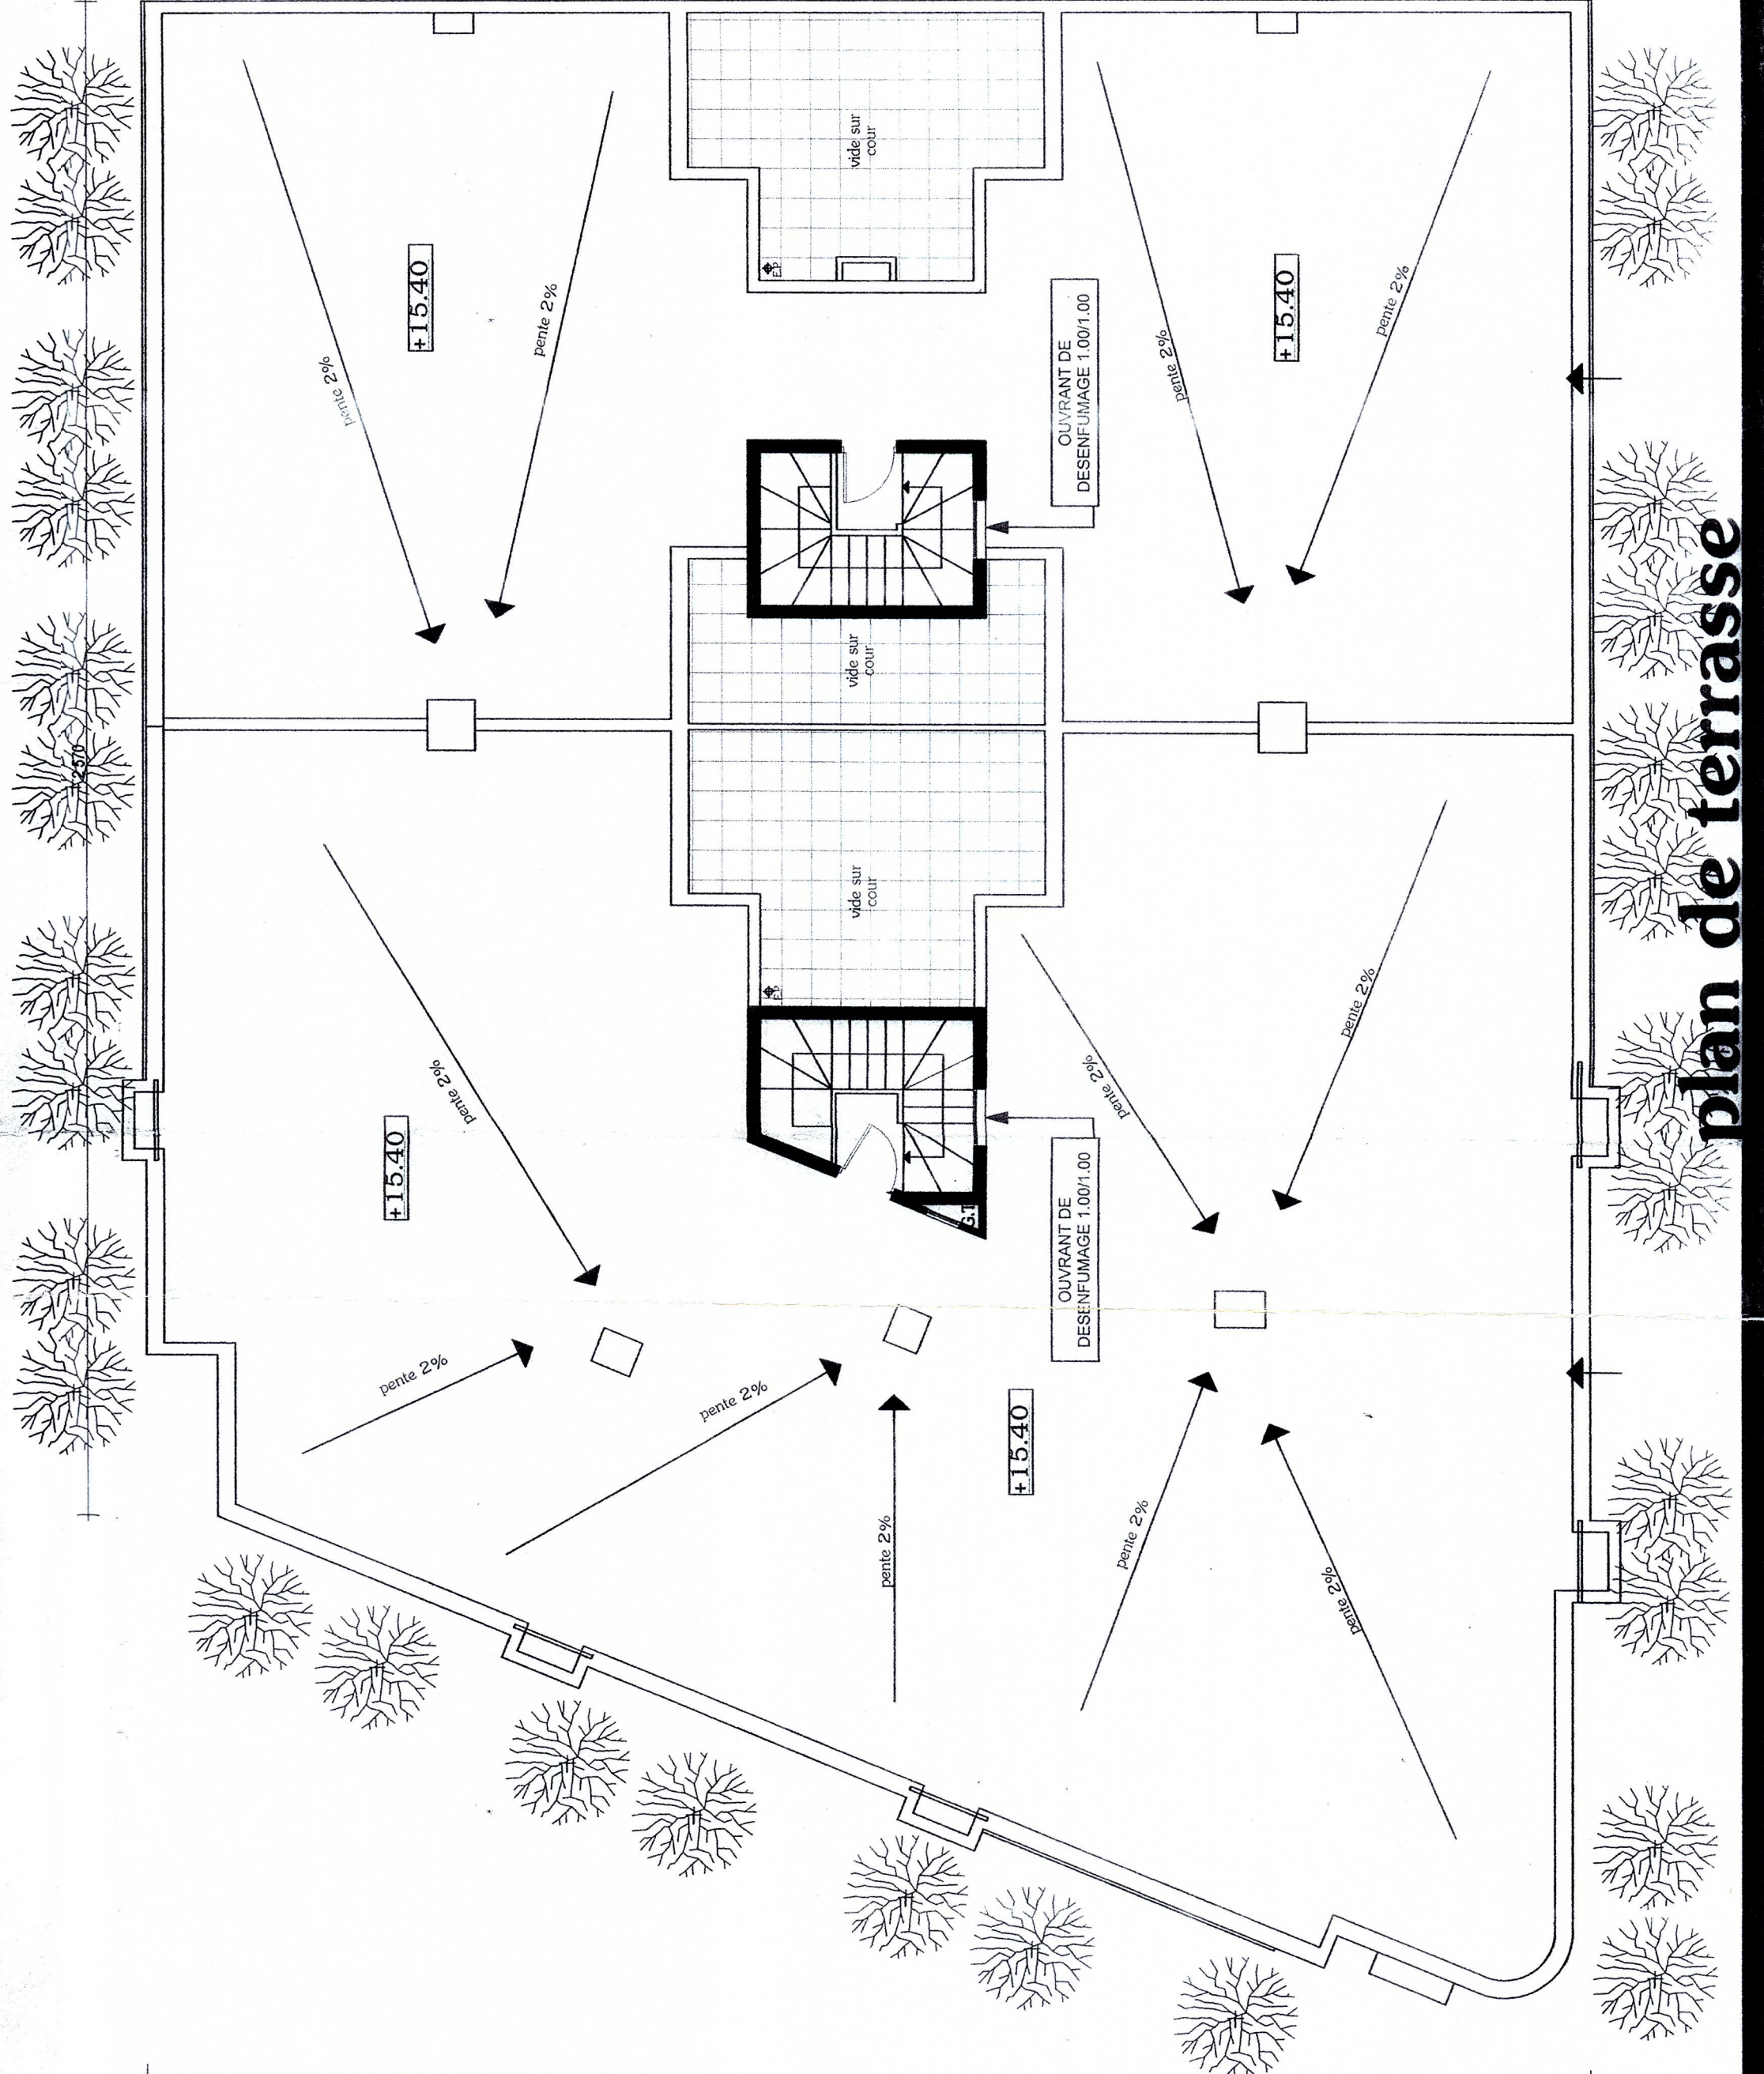 vide sur
cour
E.P
+15.40
pente 2%
pente 2%
OUVRANT DE
DESENFUMAGE 1.00/1.00
pente 2%
+15.40
pente 2%
vide sur
cour
2570
vide sur
cour
E.P
pente 2%
+15.40
pente 2%
pente 2%
G.T
OUVRANT DE
DESENFUMAGE 1.00/1.00
pente 2%
pente 2%
+15.40
pente 2%
pente 2%
pente 2%
plan de terrasse